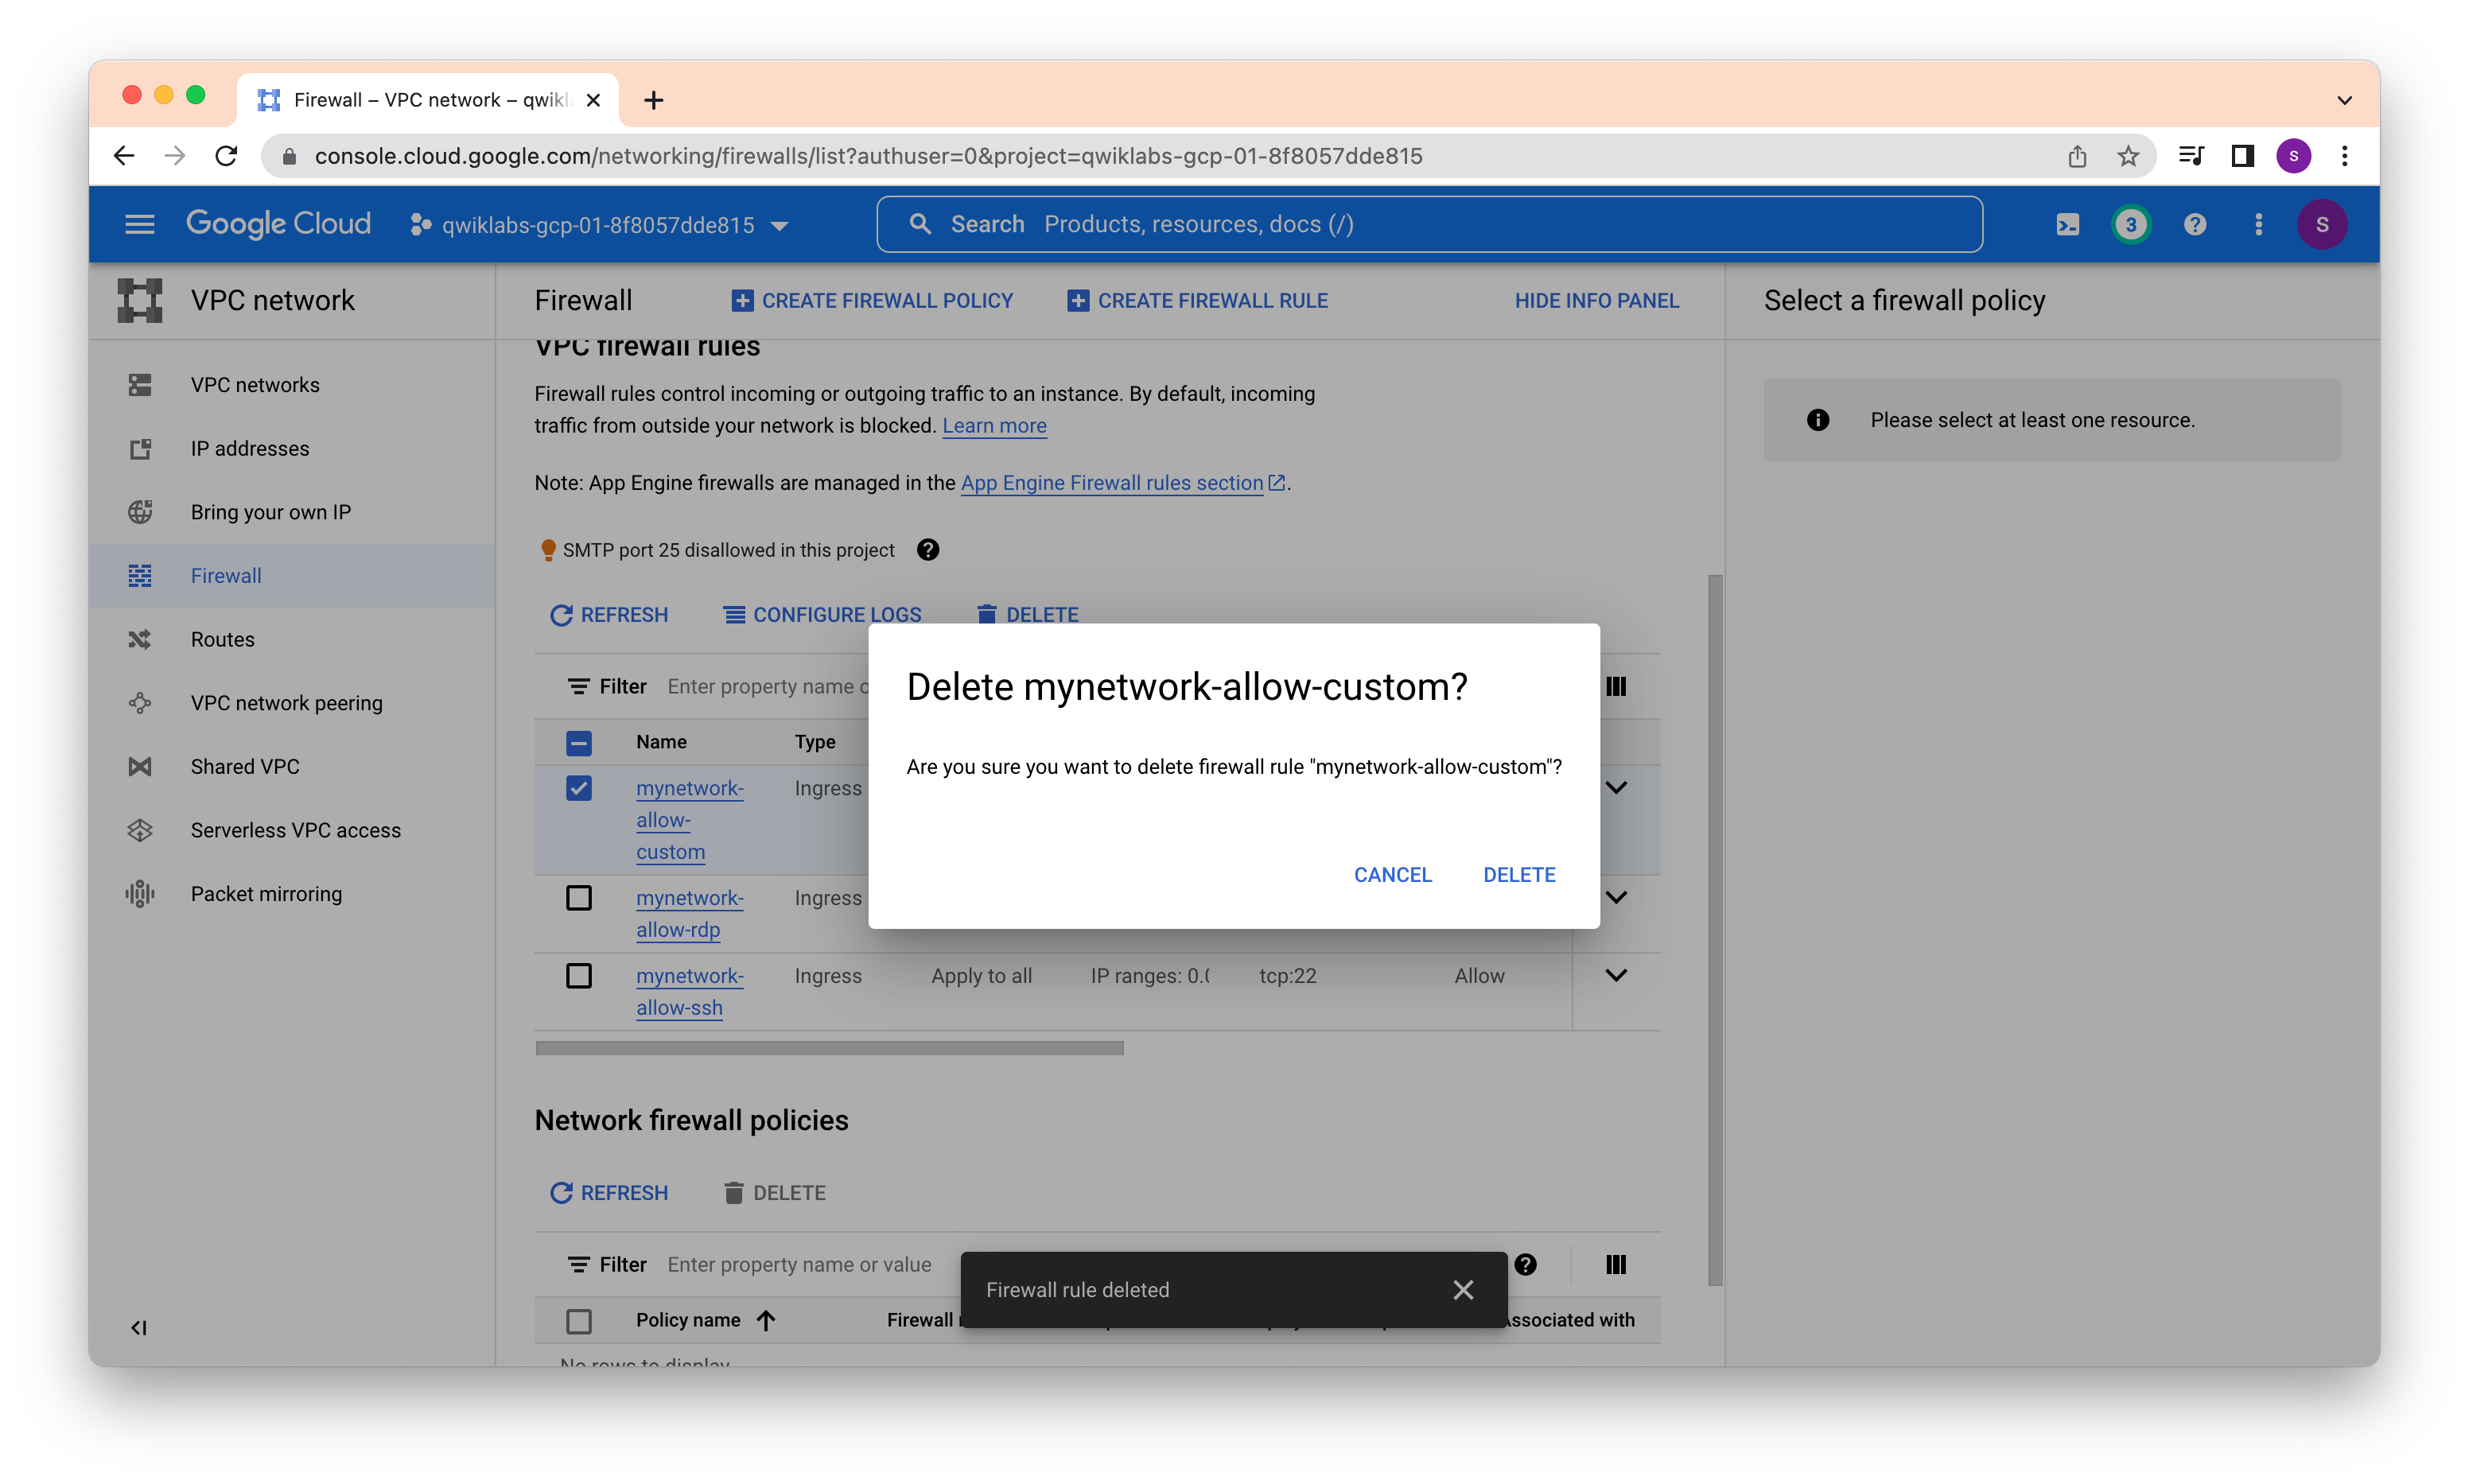 Firewall – VPC network – qwikl
console.cloud.google.com/networking/firewalls/list?authuser=0&project=qwiklabs-gcp-01-8f8057dde815
S
Google Cloud
qwiklabs-gcp-01-8f8057dde815
Search Products, resources, docs (/)
3
S
VPC network
Firewall
CREATE FIREWALL POLICY
CREATE FIREWALL RULE
HIDE INFO PANEL
Select a firewall policy
VPC networks
IP addresses
Bring your own IP
Firewall
Routes
VPC network peering
Shared VPC
Serverless VPC access
Packet mirroring
VPC firewall rules
Firewall rules control incoming or outgoing traffic to an instance. By default, incoming
traffic from outside your network is blocked. Learn more
Note: App Engine firewalls are managed in the App Engine Firewall rules section.
SMTP port 25 disallowed in this project
REFRESH
CONFIGURE LOGS
DELETE
Filter Enter property name o
Name Type
mynetwork-
allow-
custom
Ingress
mynetwork-
allow-rdp
Ingress
mynetwork-
allow-ssh
Ingress Apply to all IP ranges: 0.0 tcp:22 Allow
Delete mynetwork-allow-custom?
Are you sure you want to delete firewall rule "mynetwork-allow-custom"?
CANCEL DELETE
Network firewall policies
REFRESH
DELETE
Filter Enter property name or value
Policy name Firewall Associated with
No rows to display
Firewall rule deleted
Please select at least one resource.